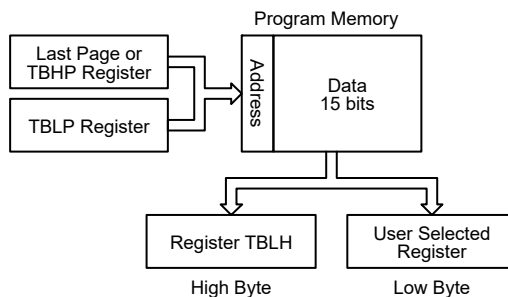 Program Memory
Last Page or
TBHP Register
TBLP Register
Address
Data
15 bits
Register TBLH
User Selected
Register
High Byte
Low Byte